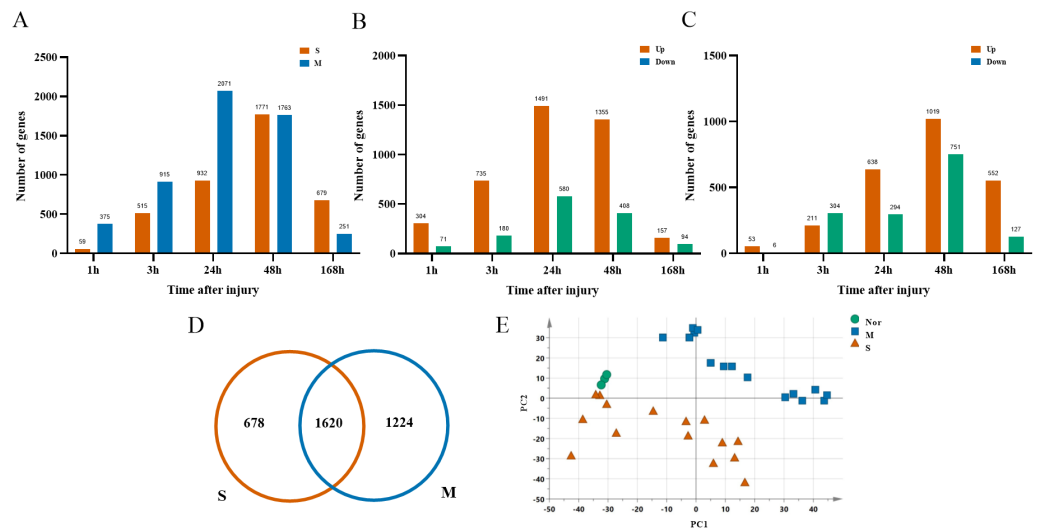 A
B
C
S
M
Up
Down
Up
Down
Number of genes
2500
2000
1500
1000
500
0
59
375
515
915
932
2071
1771
1763
679
251
1h
3h
24h
48h
168h
Time after injury
Number of genes
2000
1500
1000
500
0
304
71
735
180
1491
580
1355
408
157
94
1h
3h
24h
48h
168h
Time after injury
Number of genes
1500
1000
500
0
53
6
211
304
638
294
1019
751
552
127
1h
3h
24h
48h
168h
Time after injury
D
678
1620
1224
S
M
E
Nor
M
S
PC2
30
20
10
0
-10
-20
-30
-40
-50
-50
-40
-30
-20
-10
0
10
20
30
40
PC1